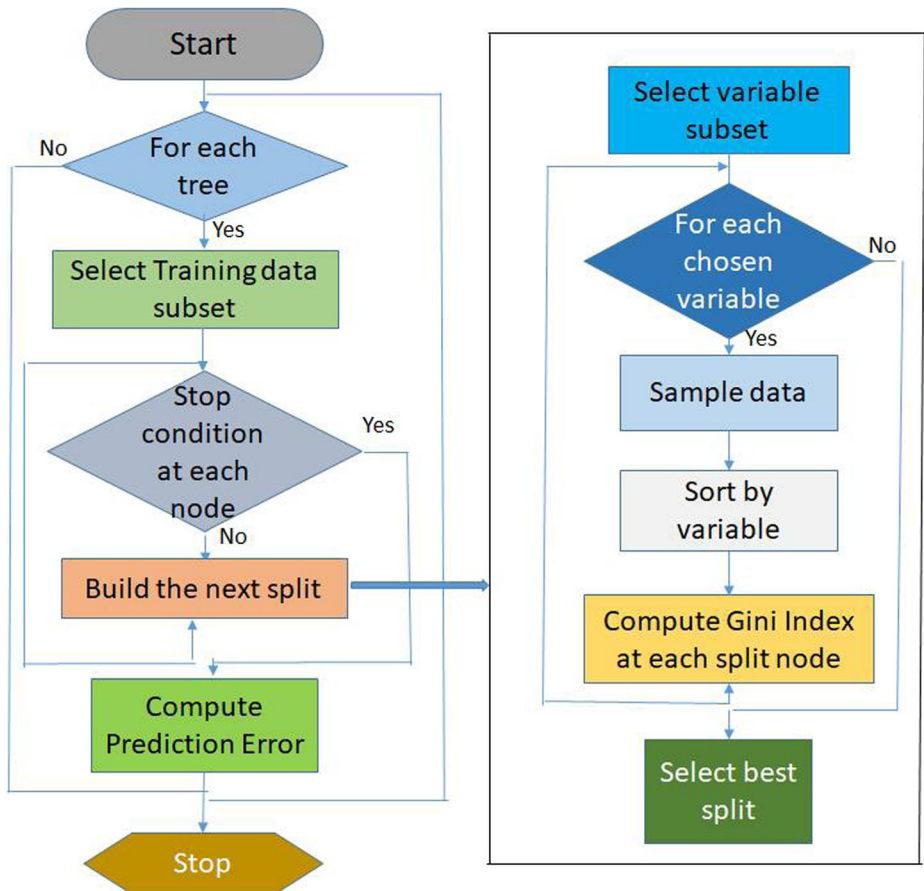 Start
No
For each
tree
Yes
Select Training data
subset
Stop
condition
at each
node
Yes
No
Build the next split
Compute
Prediction Error
Stop
Select variable
subset
For each
chosen
variable
No
Yes
Sample data
Sort by
variable
Compute Gini Index
at each split node
Select best
split